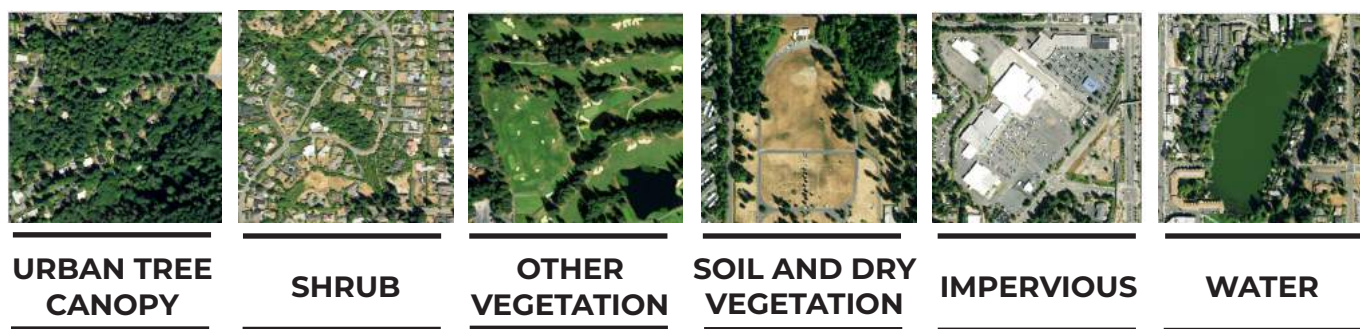 URBAN TREE
CANOPY
SHRUB
OTHER
VEGETATION
SOIL AND DRY
VEGETATION
IMPERVIOUS
WATER